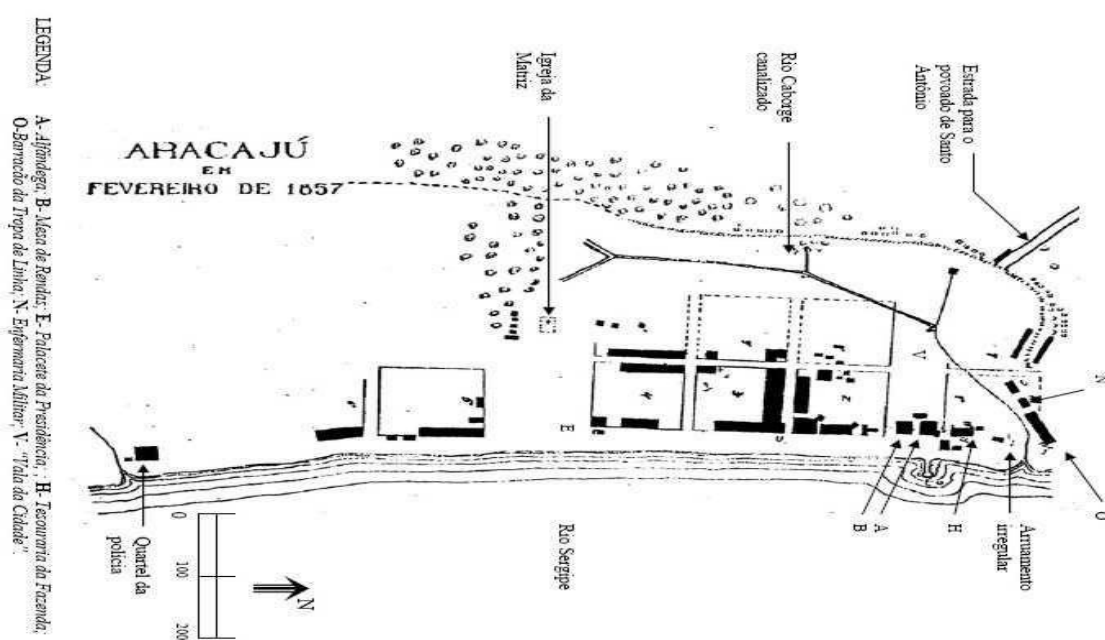 ARACAJÚ
EM
FEVEREIRO DE 1857
Igreja da
Matriz
Rio Caborge
canalizado
Estrada para o
povoado de Santo
Antônio
N
O
V
E
B
A
H
Arruamento
irregular
Rio Sergipe
Quartel da
polícia
0
100
200
N
LEGENDA: A- Alfândega; B- Mesa de Rendas; E- Palacete da Presidência; H- Tesouraria da Fazenda;
O-Barracão da Tropa de Linha; N- Enfermaria Militar; V- "Vala da Cidade".